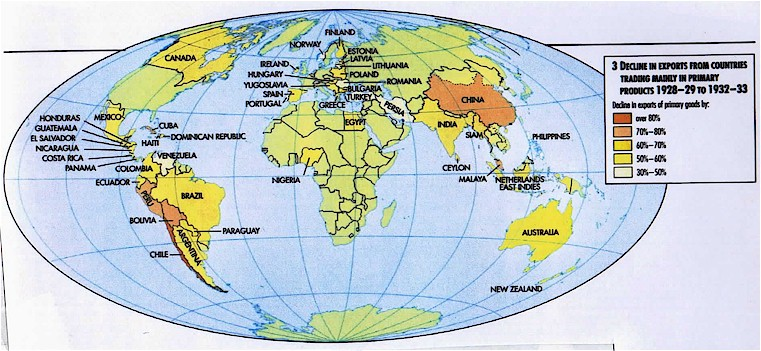 3 DECLINE IN EXPORTS FROM COUNTRIES
TRADING MAINLY IN PRIMARY
PRODUCTS 1928–29 TO 1932–33
Decline in exports of primary goods by:
over 80%
70%–80%
60%–70%
50%–60%
30%–50%
CANADA
MEXICO
HONDURAS
GUATEMALA
EL SALVADOR
NICARAGUA
COSTA RICA
PANAMA
CUBA
HAITI
DOMINICAN REPUBLIC
VENEZUELA
COLOMBIA
ECUADOR
PERU
BRAZIL
BOLIVIA
PARAGUAY
ARGENTINA
CHILE
FINLAND
NORWAY
ESTONIA
LATVIA
LITHUANIA
IRELAND
POLAND
HUNGARY
ROMANIA
YUGOSLAVIA
BULGARIA
SPAIN
TURKEY
PORTUGAL
GREECE
PERSIA
EGYPT
NIGERIA
CHINA
INDIA
SIAM
PHILIPPINES
CEYLON
MALAYA
NETHERLANDS
EAST INDIES
AUSTRALIA
NEW ZEALAND